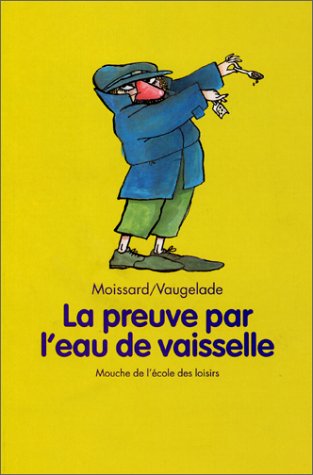 Moissard/Vaugelade
La preuve par
l'eau de vaisselle
Mouche de l'école des loisirs